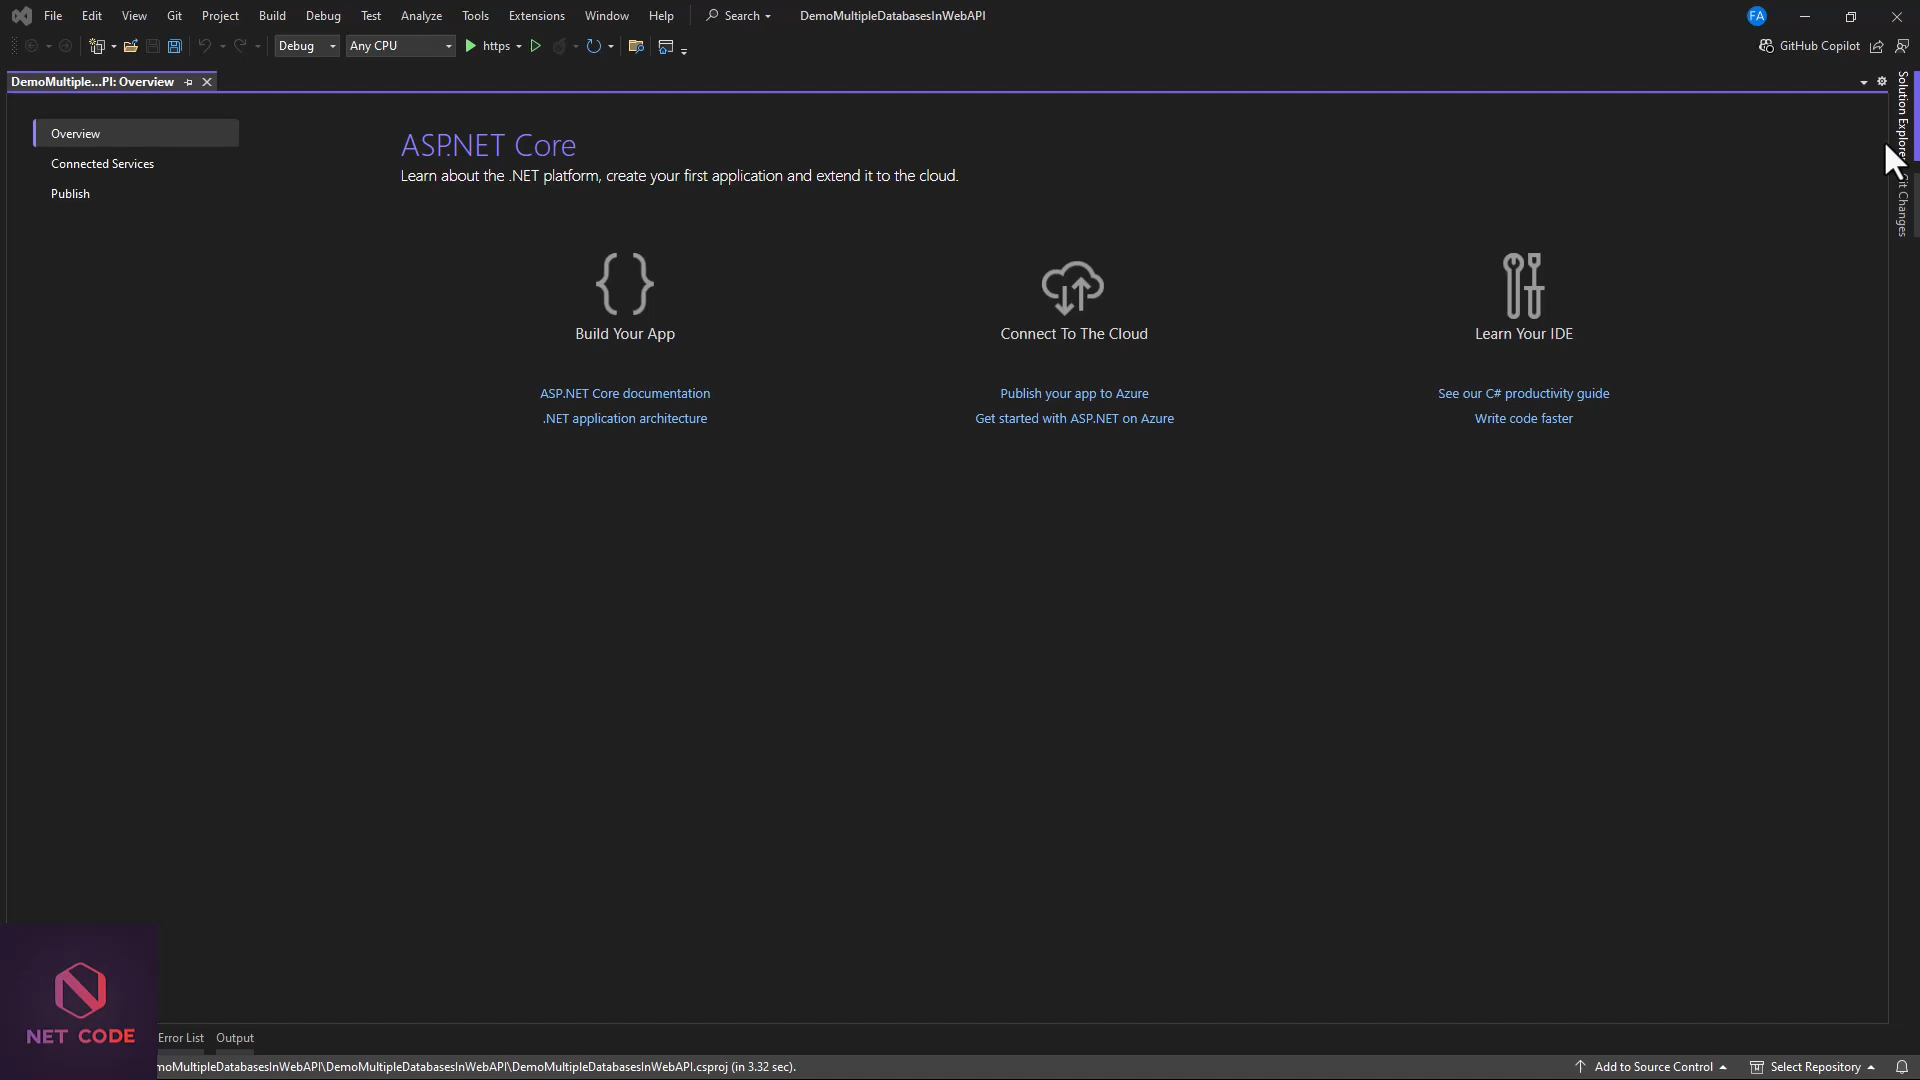 File Edit View Git Project Build Debug Test Analyze Tools Extensions Window Help Search DemoMultipleDatabasesInWebAPI FA
Debug Any CPU https GitHub Copilot
DemoMultiple...PI: Overview
Overview
Connected Services
Publish
ASP.NET Core
Learn about the .NET platform, create your first application and extend it to the cloud.
Build Your App
ASP.NET Core documentation
.NET application architecture
Connect To The Cloud
Publish your app to Azure
Get started with ASP.NET on Azure
Learn Your IDE
See our C# productivity guide
Write code faster
Solution Explorer
Git Changes
NET CODE
Error List Output
moMultipleDatabasesInWebAPI\DemoMultipleDatabasesInWebAPI\DemoMultipleDatabasesInWebAPI.csproj (in 3.32 sec).
Add to Source Control Select Repository